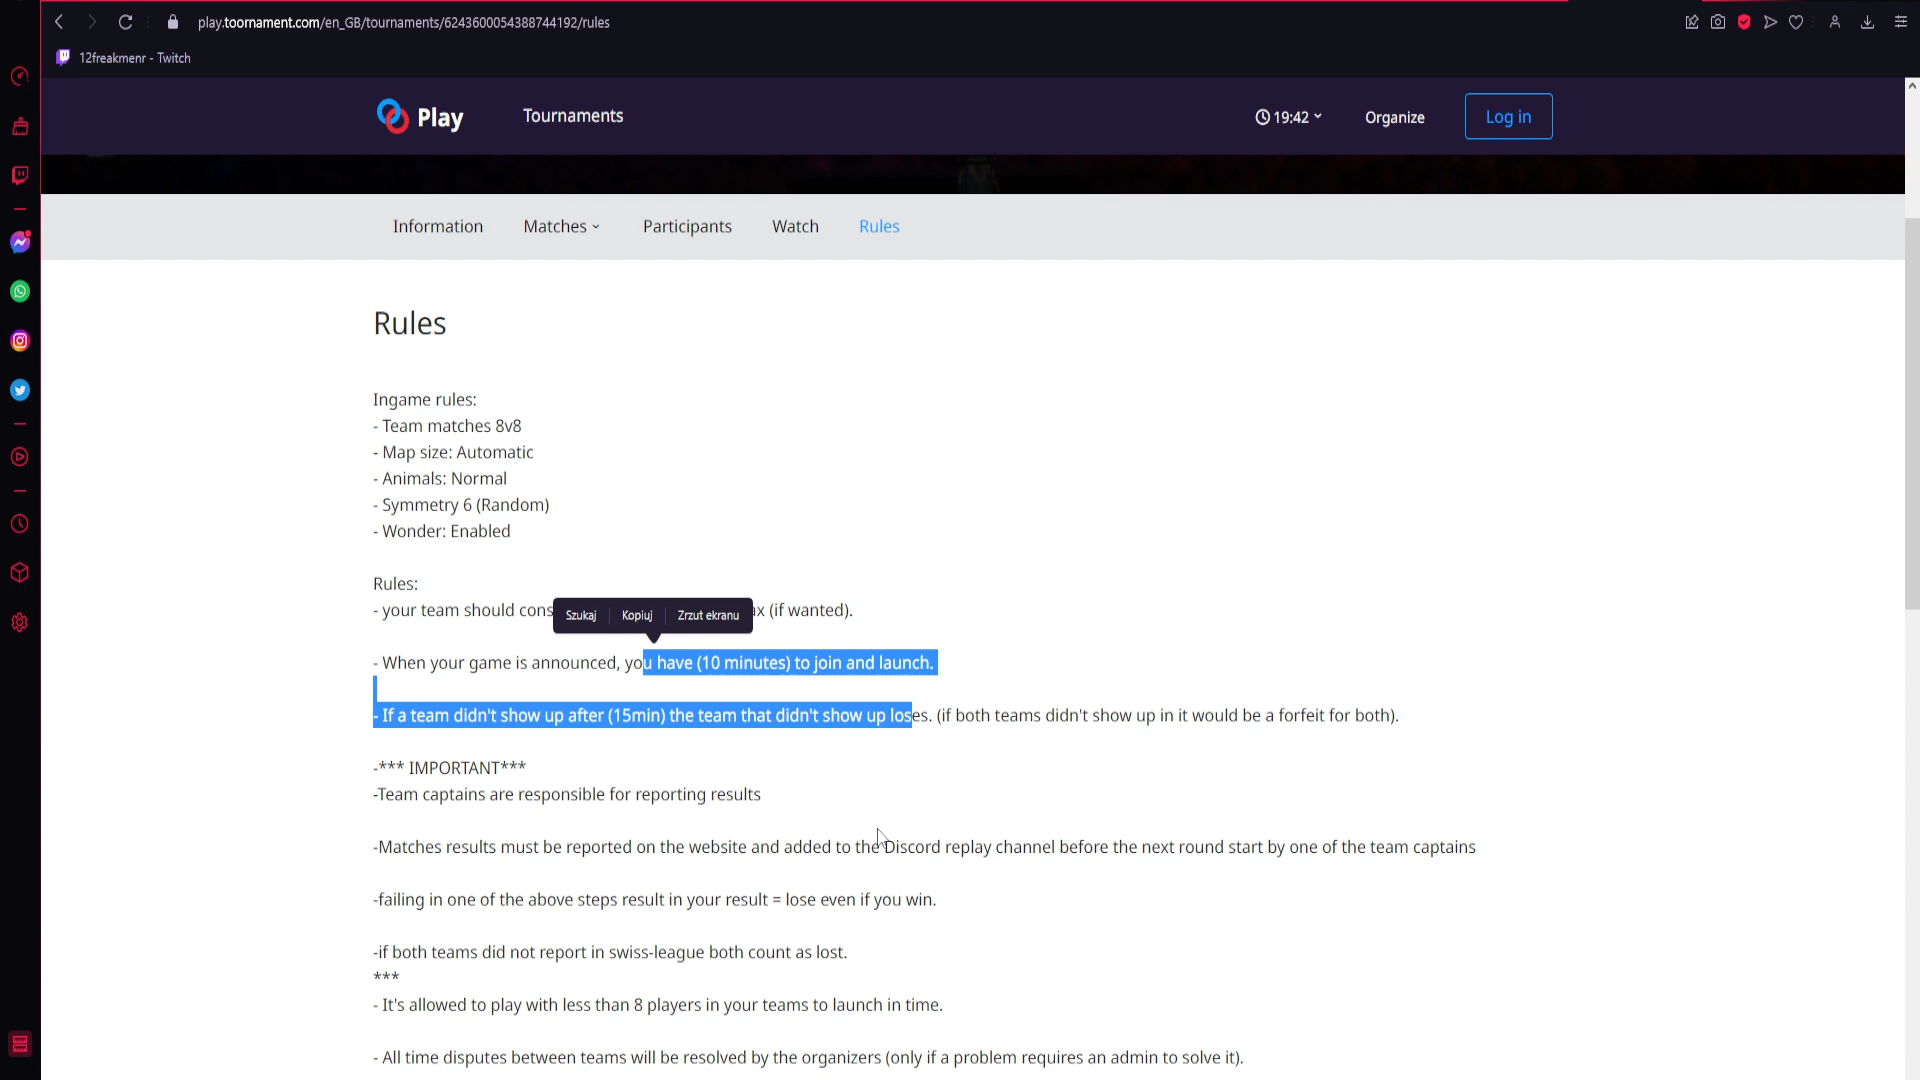 play.toornament.com/en_GB/tournaments/6243600054388744192/rules
12freakmenr - Twitch
Play
Tournaments
19:42
Organize
Log in
Information
Matches
Participants
Watch
Rules
Rules
Ingame rules:
- Team matches 8v8
- Map size: Automatic
- Animals: Normal
- Symmetry 6 (Random)
- Wonder: Enabled
Rules:
- your team should cons
x (if wanted).
Szukaj
Kopiuj
Zrzut ekranu
- When your game is announced, you have (10 minutes) to join and launch.
- If a team didn't show up after (15min) the team that didn't show up loses. (if both teams didn't show up in it would be a forfeit for both).
-*** IMPORTANT***
-Team captains are responsible for reporting results
-Matches results must be reported on the website and added to the Discord replay channel before the next round start by one of the team captains
-failing in one of the above steps result in your result = lose even if you win.
-if both teams did not report in swiss-league both count as lost.
***
- It's allowed to play with less than 8 players in your teams to launch in time.
- All time disputes between teams will be resolved by the organizers (only if a problem requires an admin to solve it).